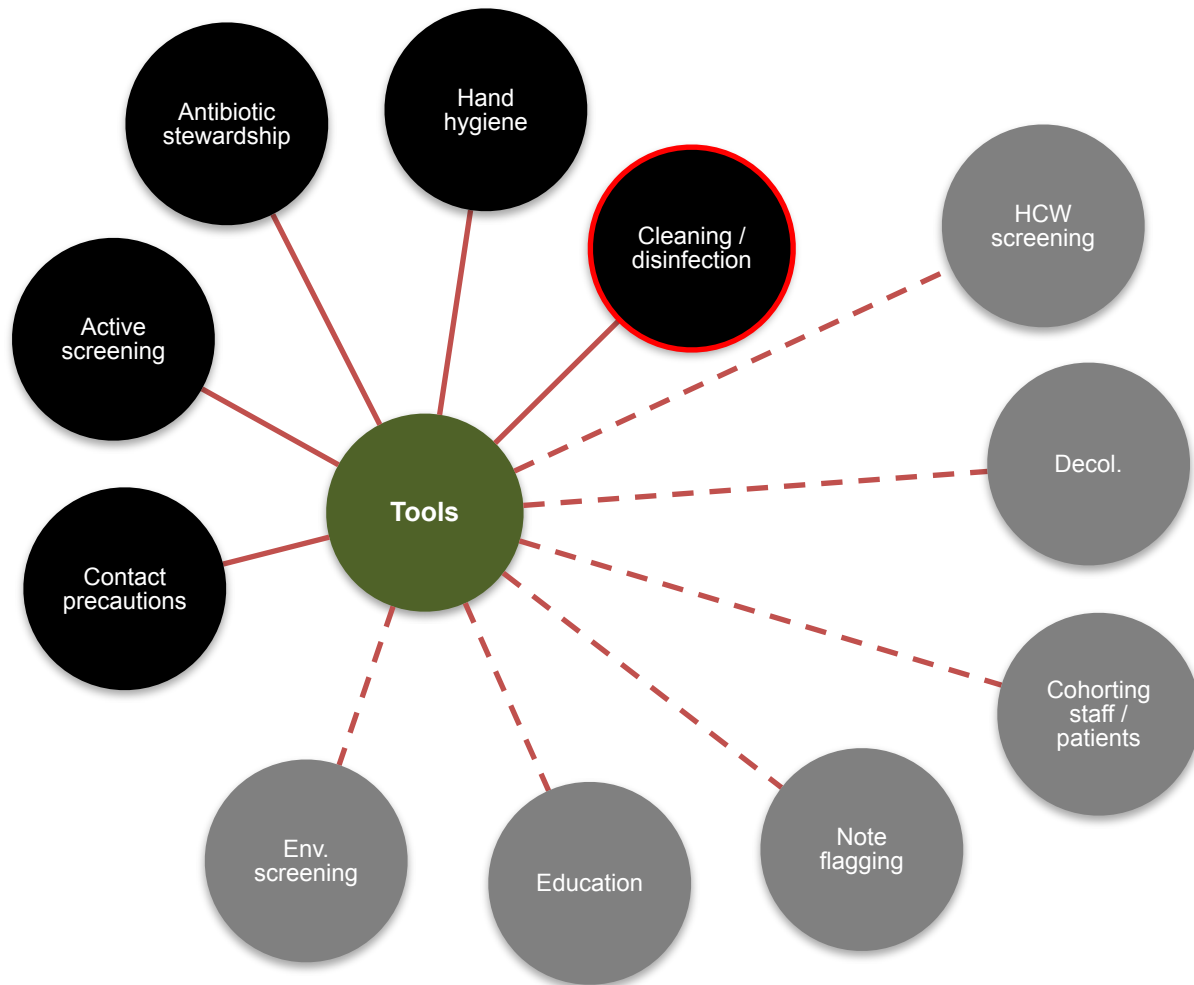 Antibiotic
stewardship
Hand
hygiene
Cleaning /
disinfection
HCW
screening
Active
screening
Decol.
Tools
Contact
precautions
Cohorting
staff /
patients
Env.
screening
Education
Note
flagging